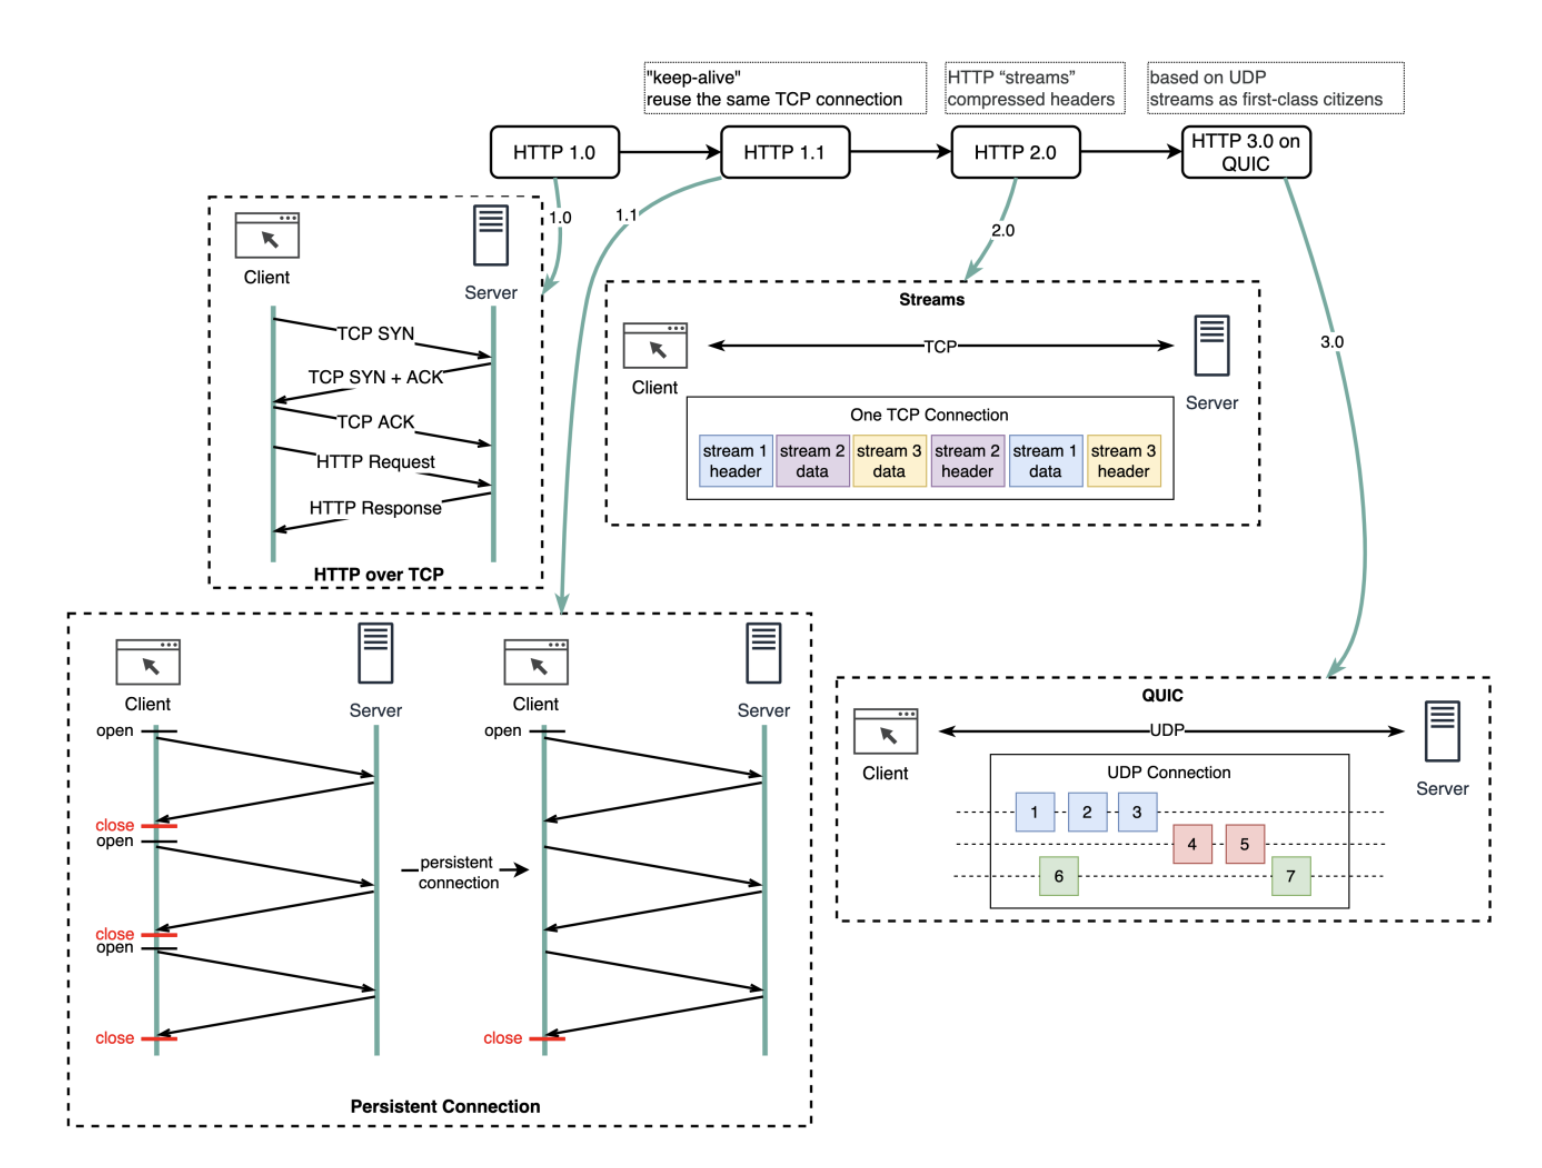 "keep-alive"
reuse the same TCP connection
HTTP “streams”
compressed headers
based on UDP
streams as first-class citizens
HTTP 1.0
HTTP 1.1
HTTP 2.0
HTTP 3.0 on
QUIC
1.0
1.1
2.0
3.0
Client
Server
TCP SYN
TCP SYN + ACK
TCP ACK
HTTP Request
HTTP Response
HTTP over TCP
Streams
Client
TCP
Server
One TCP Connection
stream 1
header
stream 2
data
stream 3
data
stream 2
header
stream 1
data
stream 3
header
Client
Server
open
close
open
close
open
close
persistent
connection
Client
Server
open
close
Persistent Connection
QUIC
Client
UDP
Server
UDP Connection
1
2
3
4
5
6
7